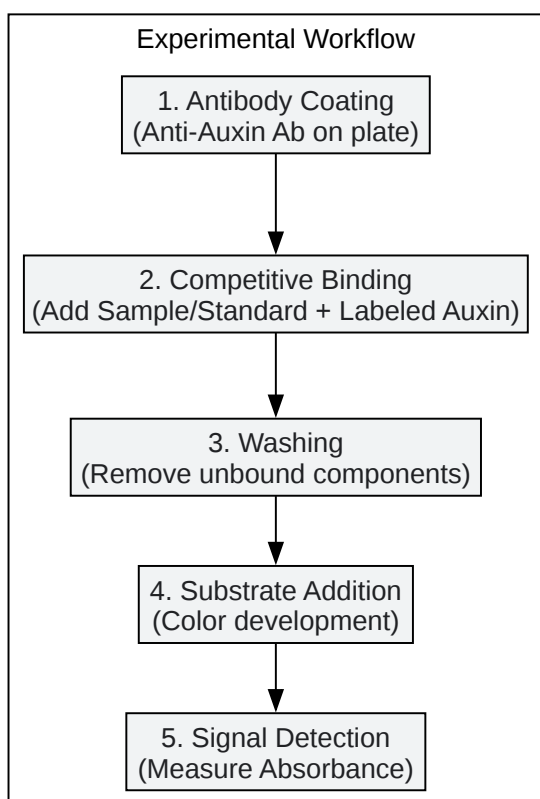 Experimental Workflow
1. Antibody Coating
(Anti-Auxin Ab on plate)
2. Competitive Binding
(Add Sample/Standard + Labeled Auxin)
3. Washing
(Remove unbound components)
4. Substrate Addition
(Color development)
5. Signal Detection
(Measure Absorbance)